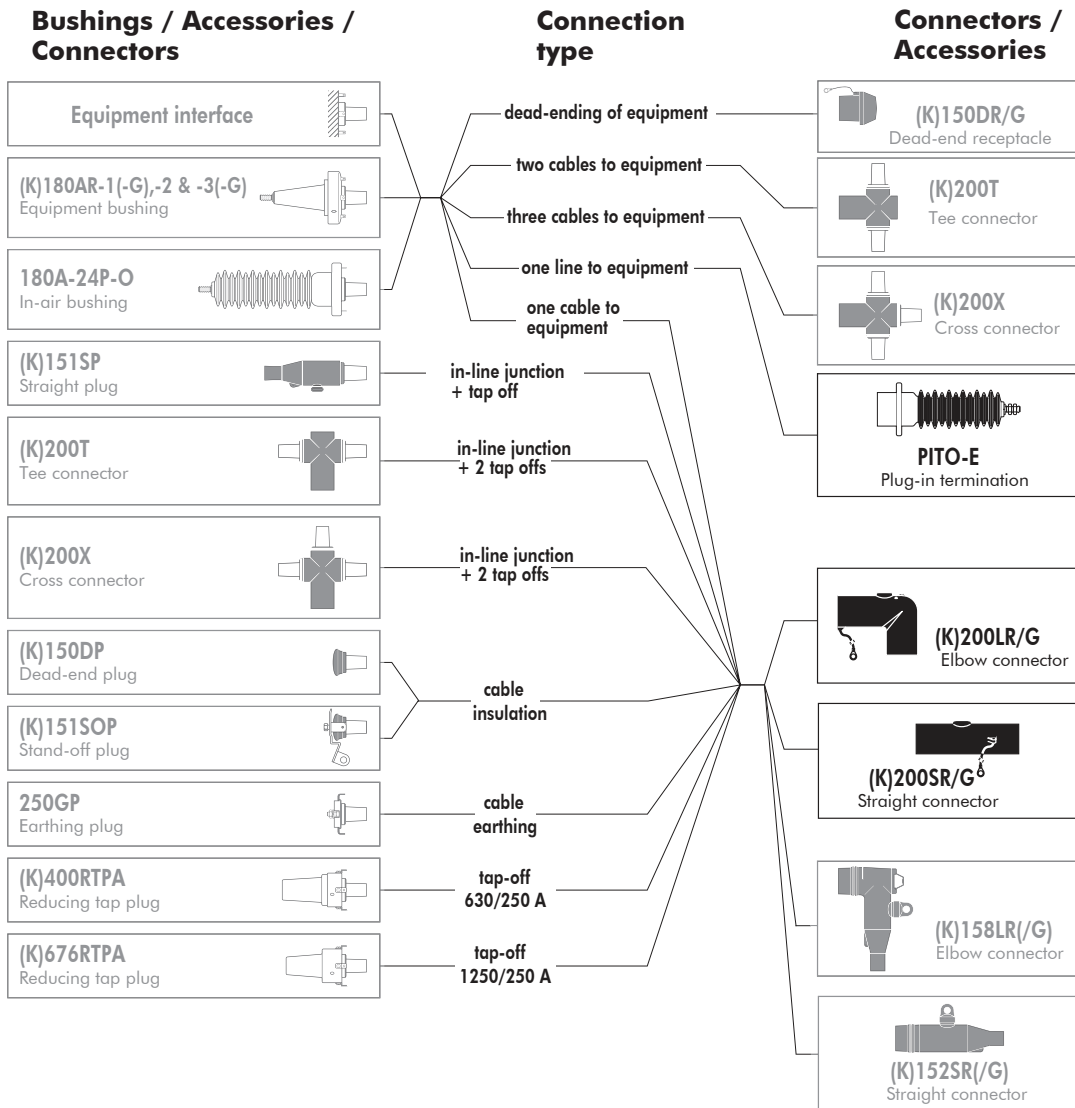 Bushings / Accessories /
Connectors
Connection
type
Connectors /
Accessories
Equipment interface
(K)180AR-1(-G),-2 & -3(-G)
Equipment bushing
180A-24P-O
In-air bushing
(K)151SP
Straight plug
(K)200T
Tee connector
(K)200X
Cross connector
(K)150DP
Dead-end plug
(K)151SOP
Stand-off plug
250GP
Earthing plug
(K)400RTPA
Reducing tap plug
(K)676RTPA
Reducing tap plug
dead-ending of equipment
two cables to equipment
three cables to equipment
one line to equipment
one cable to
equipment
in-line junction
+ tap off
in-line junction
+ 2 tap offs
in-line junction
+ 2 tap offs
cable
insulation
cable
earthing
tap-off
630/250 A
tap-off
1250/250 A
(K)150DR/G
Dead-end receptacle
(K)200T
Tee connector
(K)200X
Cross connector
PITO-E
Plug-in termination
(K)200LR/G
Elbow connector
(K)200SR/G
Straight connector
(K)158LR(/G)
Elbow connector
(K)152SR(/G)
Straight connector